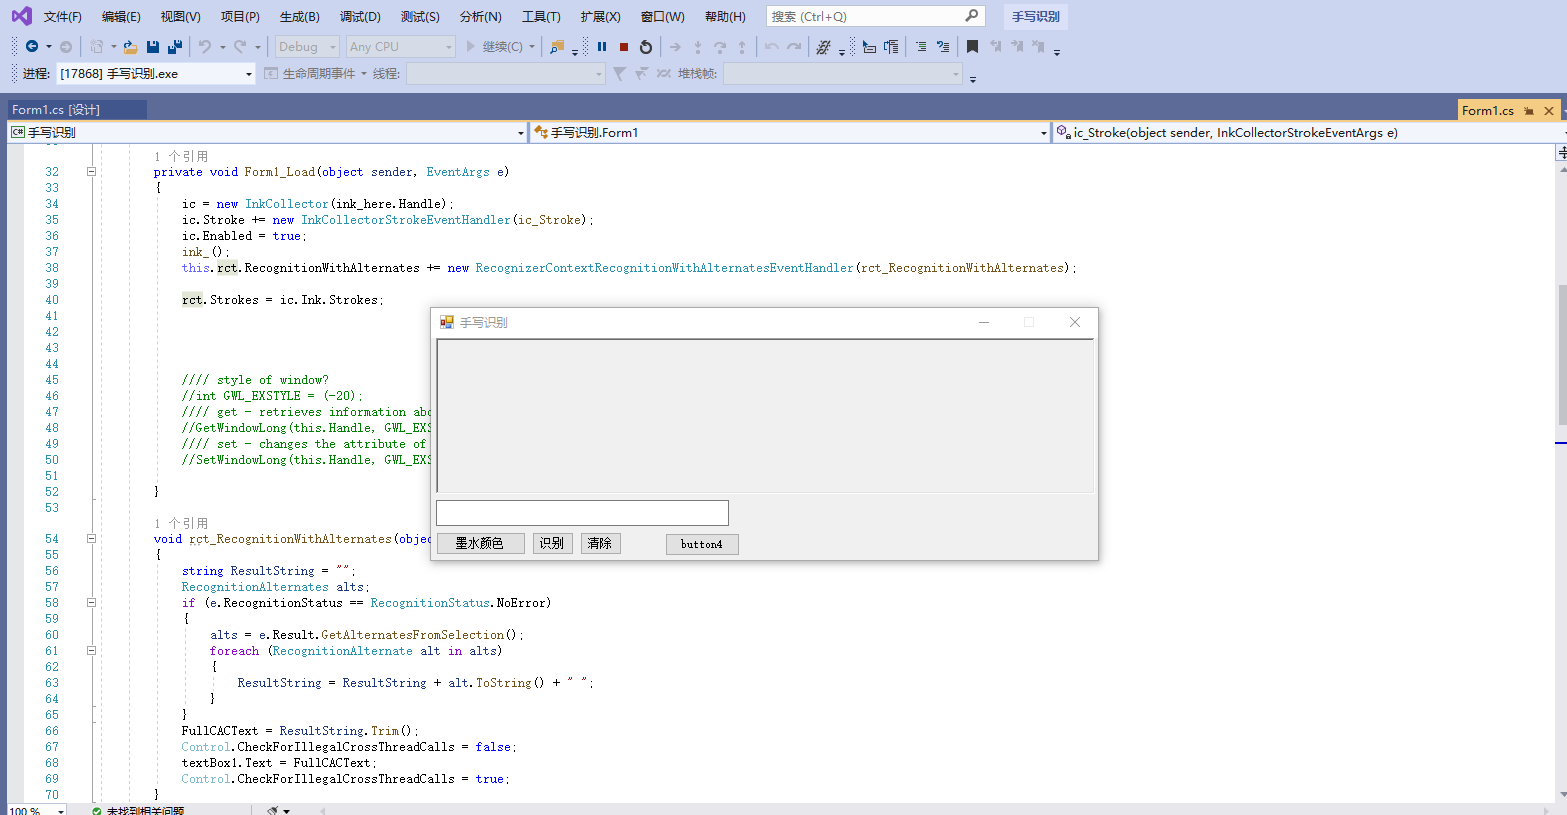 文件(F) 编辑(E) 视图(V) 项目(P) 生成(B) 调试(D) 测试(S) 分析(N) 工具(T) 扩展(X) 窗口(W) 帮助(H) 搜索 (Ctrl+Q) 手写识别
Debug Any CPU 继续(C)
进程: [17868] 手写识别.exe 生命周期事件 线程: 堆栈帧:
Form1.cs [设计] Form1.cs
C# 手写识别 手写识别.Form1 ic_Stroke(object sender, InkCollectorStrokeEventArgs e)
1 个引用
32 private void Form1_Load(object sender, EventArgs e)
33 {
34 ic = new InkCollector(ink_here.Handle);
35 ic.Stroke += new InkCollectorStrokeEventHandler(ic_Stroke);
36 ic.Enabled = true;
37 ink_();
38 this.rct.RecognitionWithAlternates += new RecognizerContextRecognitionWithAlternatesEventHandler(rct_RecognitionWithAlternates);
39
40 rct.Strokes = ic.Ink.Strokes;
41
42
43
44
45 //// style of window?
46 //int GWL_EXSTYLE = (-20);
47 //// get - retrieves information abo
48 //GetWindowLong(this.Handle, GWL_EXS
49 //// set - changes the attribute of
50 //SetWindowLong(this.Handle, GWL_EXS
51
52 }
53
1 个引用
54 void rct_RecognitionWithAlternates(objec
55 {
56 string ResultString = "";
57 RecognitionAlternates alts;
58 if (e.RecognitionStatus == RecognitionStatus.NoError)
59 {
60 alts = e.Result.GetAlternatesFromSelection();
61 foreach (RecognitionAlternate alt in alts)
62 {
63 ResultString = ResultString + alt.ToString() + " ";
64 }
65 }
66 FullCACText = ResultString.Trim();
67 Control.CheckForIllegalCrossThreadCalls = false;
68 textBox1.Text = FullCACText;
69 Control.CheckForIllegalCrossThreadCalls = true;
70 }
手写识别
墨水颜色 识别 清除 button4
100 % 未找到相关问题